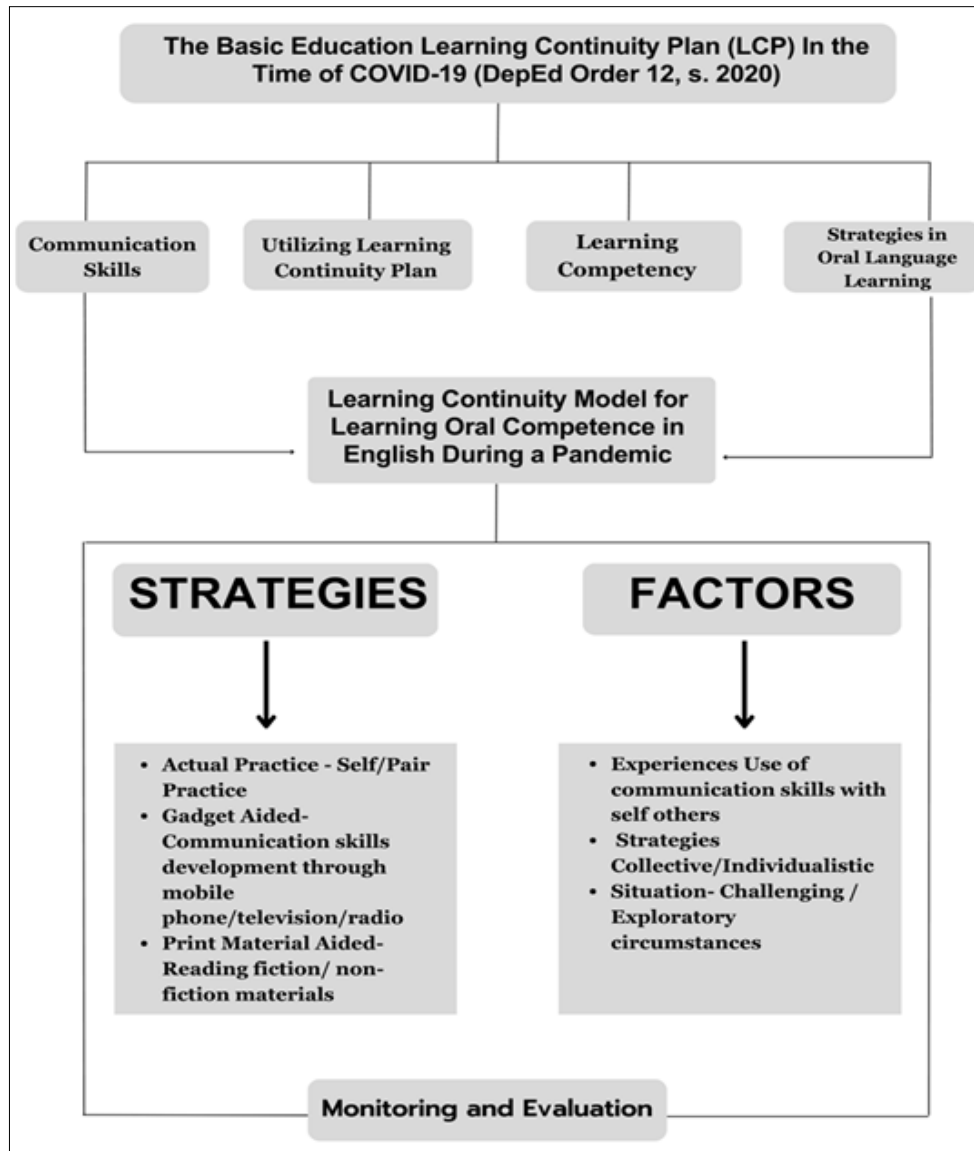 The Basic Education Learning Continuity Plan (LCP) In the
Time of COVID-19 (DepEd Order 12, s. 2020)
Communication
Skills
Utilizing Learning
Continuity Plan
Learning
Competency
Strategies in
Oral Language
Learning
Learning Continuity Model for
Learning Oral Competence in
English During a Pandemic
STRATEGIES
• Actual Practice - Self/Pair
Practice
• Gadget Aided-
Communication skills
development through
mobile
phone/television/radio
• Print Material Aided-
Reading fiction/ non-
fiction materials
FACTORS
• Experiences Use of
communication skills with
self others
• Strategies
Collective/Individualistic
• Situation- Challenging /
Exploratory
circumstances
Monitoring and Evaluation